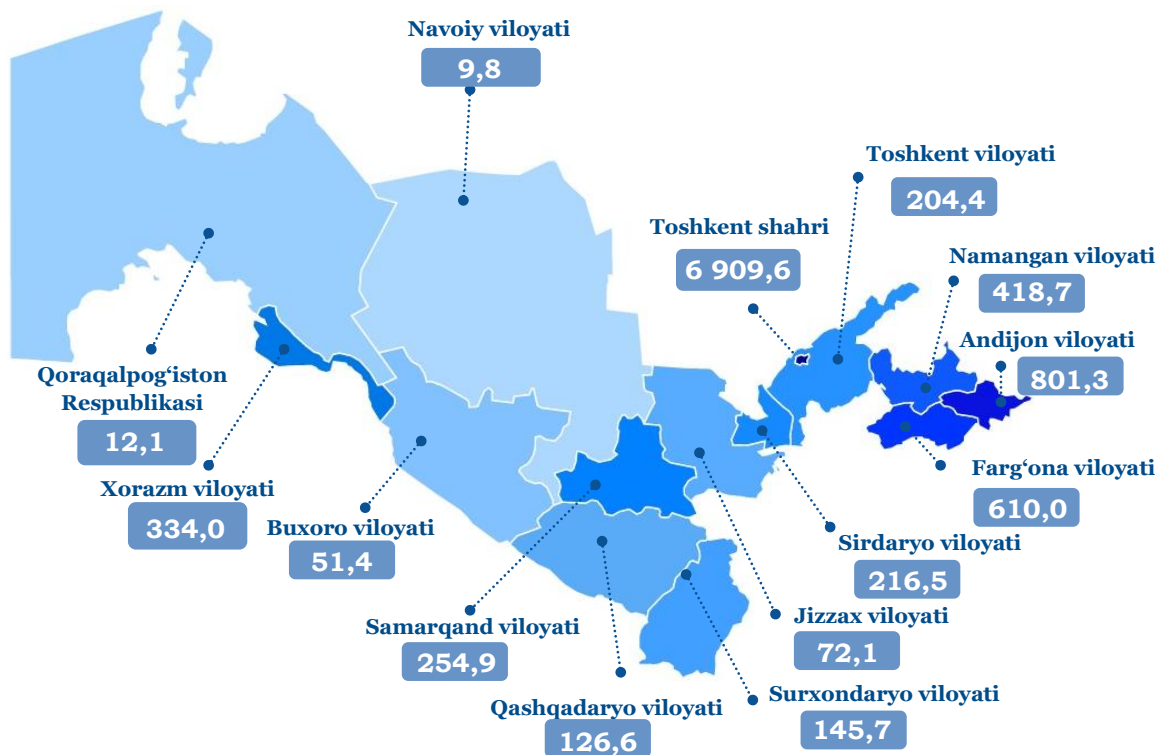 Navoiy viloyati
9,8
Toshkent viloyati
204,4
Toshkent shahri
6 909,6
Namangan viloyati
418,7
Andijon viloyati
801,3
Qoraqalpog‘iston
Respublikasi
12,1
Farg‘ona viloyati
610,0
Xorazm viloyati
334,0
Buxoro viloyati
51,4
Sirdaryo viloyati
216,5
Samarqand viloyati
254,9
Jizzax viloyati
72,1
Qashqadaryo viloyati
126,6
Surxondaryo viloyati
145,7